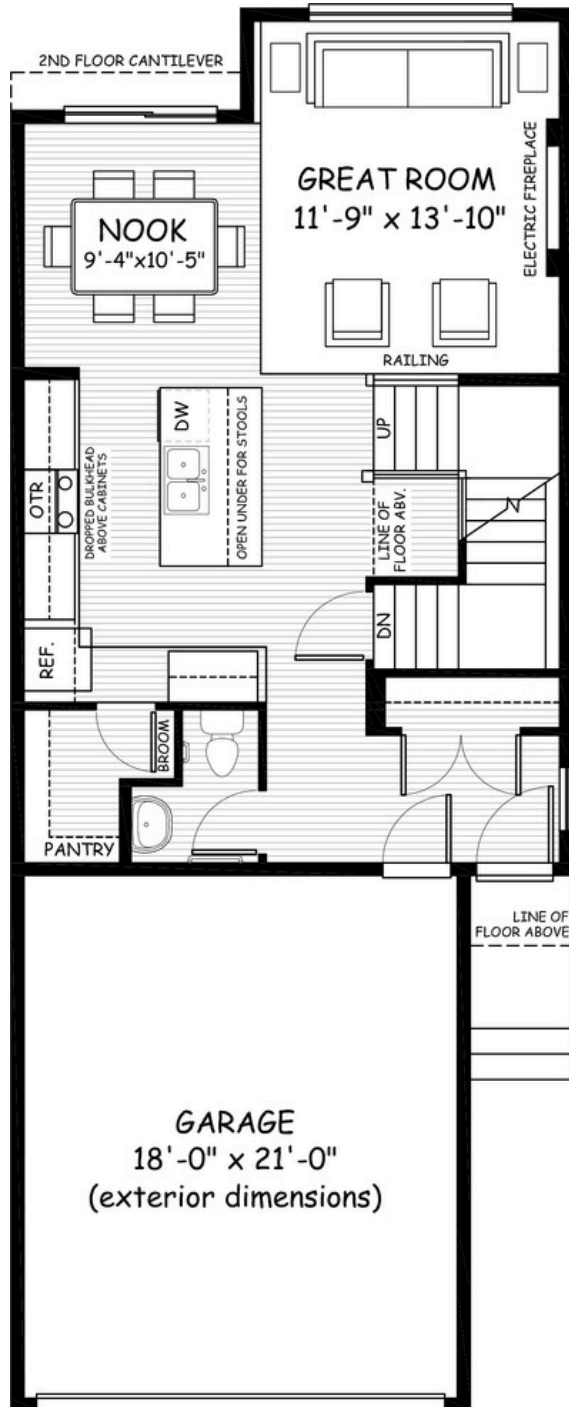 2ND FLOOR CANTILEVER
GREAT ROOM
11'-9" x 13'-10"
ELECTRIC FIREPLACE
NOOK
9'-4"x10'-5"
RAILING
UP
DW
OPEN UNDER FOR STOOLS
DROPPED BULKHEAD
ABOVE CABINETS
OTR
LINE OF
FLOOR ABV.
DN
REF.
BROOM
PANTRY
LINE OF
FLOOR ABOVE
GARAGE
18'-0" x 21'-0"
(exterior dimensions)